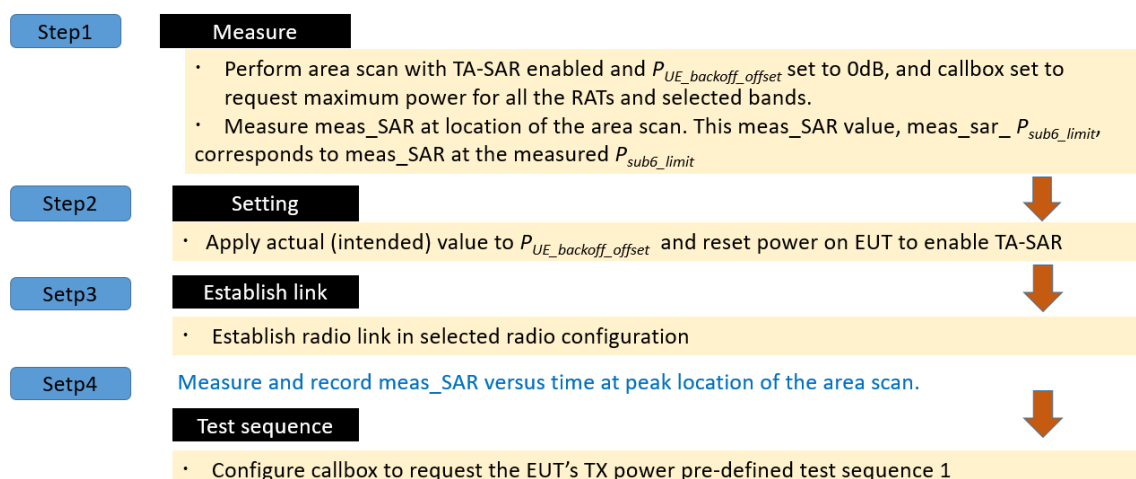 Step1
Measure
· Perform area scan with TA-SAR enabled and P_UE_backoff_offset set to 0dB, and callbox set to
request maximum power for all the RATs and selected bands.
· Measure meas_SAR at location of the area scan. This meas_SAR value, meas_sar_ P_sub6_limit,
corresponds to meas_SAR at the measured P_sub6_limit
Step2
Setting
· Apply actual (intended) value to P_UE_backoff_offset and reset power on EUT to enable TA-SAR
Setp3
Establish link
· Establish radio link in selected radio configuration
Setp4
Measure and record meas_SAR versus time at peak location of the area scan.
Test sequence
· Configure callbox to request the EUT's TX power pre-defined test sequence 1